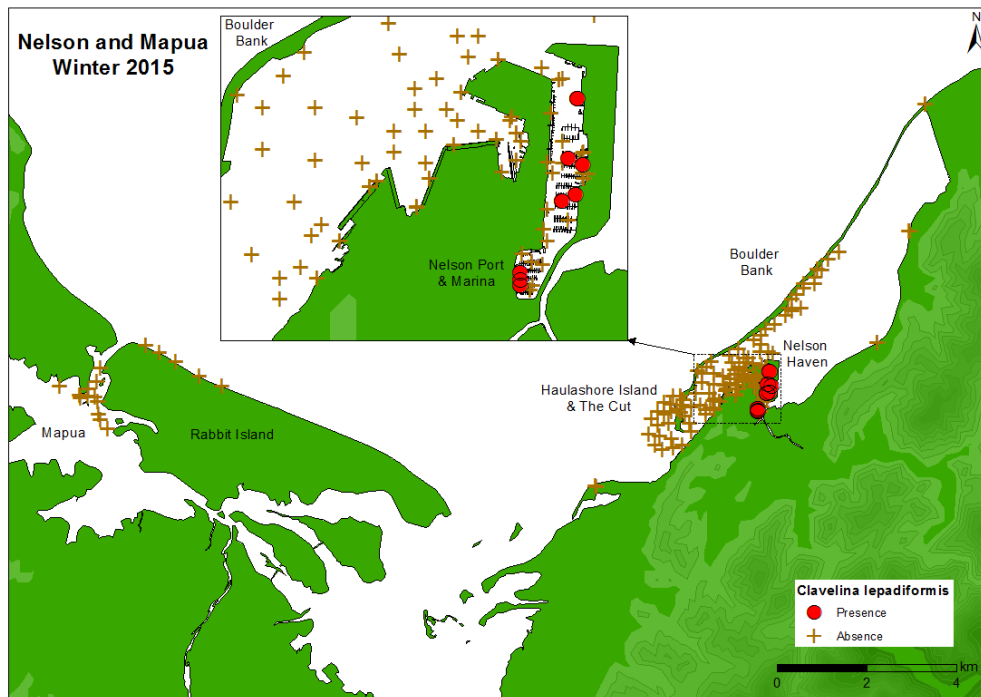 Nelson and Mapua
Winter 2015
Boulder
Bank
Nelson Port
& Marina
N
Boulder
Bank
Nelson
Haven
Haulashore Island
& The Cut
Mapua
Rabbit Island
Clavelina lepadiformis
Presence
Absence
km
0 2 4